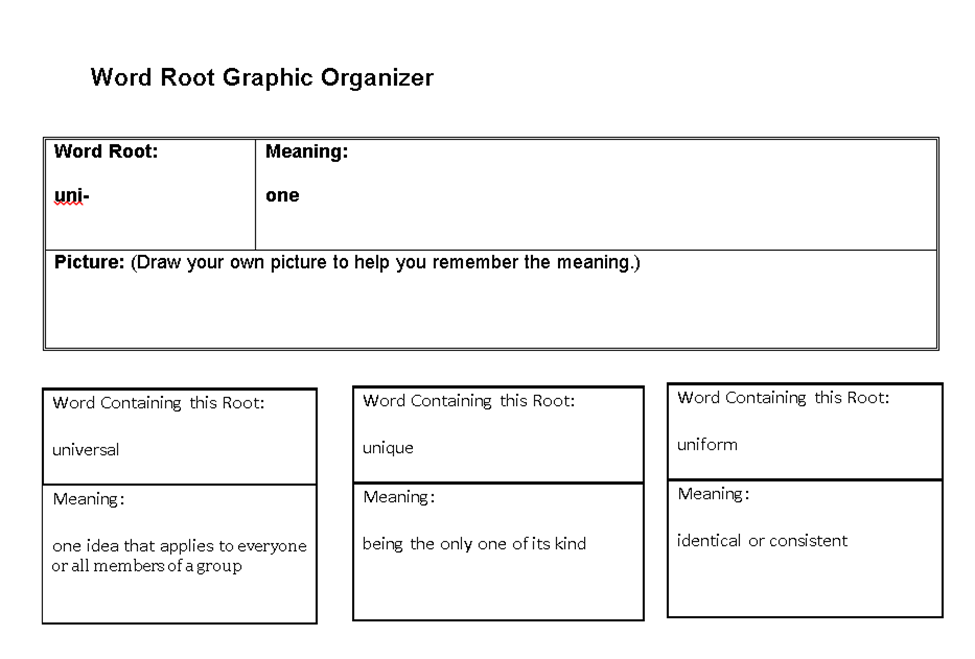 Word Root Graphic Organizer
Word Root:
uni-
Meaning:
one
Picture: (Draw your own picture to help you remember the meaning.)
Word Containing this Root:
universal
Meaning:
one idea that applies to everyone
or all members of a group
Word Containing this Root:
unique
Meaning:
being the only one of its kind
Word Containing this Root:
uniform
Meaning:
identical or consistent